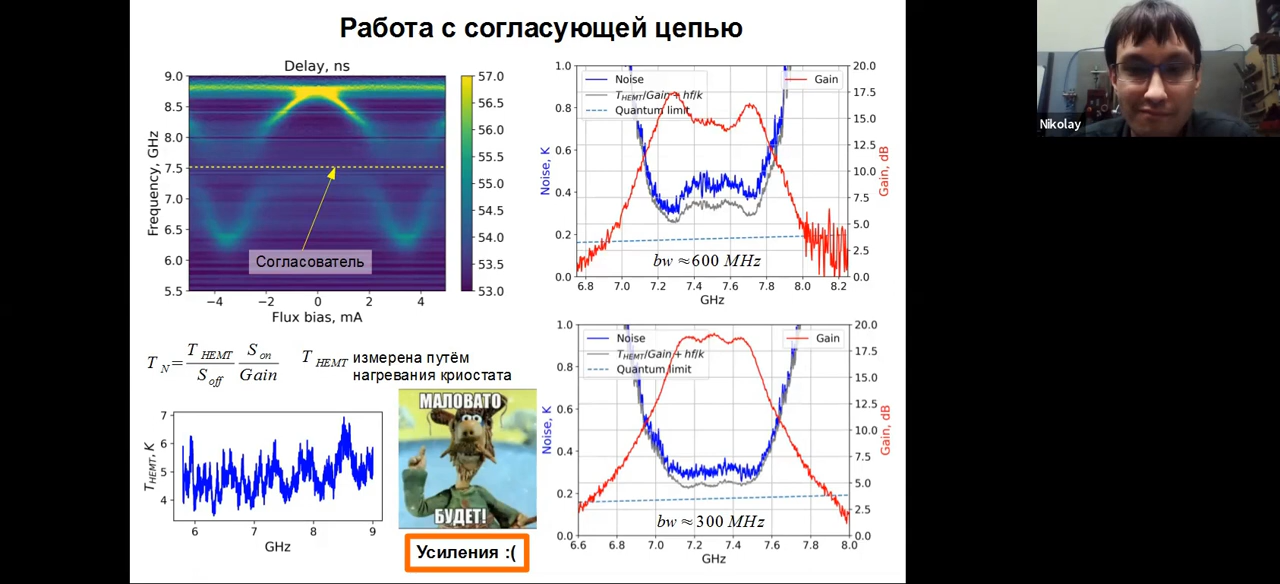 Работа с согласующей цепью
Delay, ns
Frequency, GHz
9.0
8.5
8.0
7.5
7.0
6.5
6.0
5.5
−4
−2
0
2
4
Flux bias, mA
57.0
56.5
56.0
55.5
55.0
54.5
54.0
53.5
53.0
Согласователь
Noise
T_HEMT/Gain + hf/k
Quantum limit
Gain
Noise, K
1.0
0.8
0.6
0.4
0.2
0.0
20.0
17.5
15.0
12.5
10.0
7.5
5.0
2.5
0.0
Gain, dB
bw ≈600 MHz
6.8
7.0
7.2
7.4
7.6
7.8
8.0
8.2
GHz
Nikolay
T_N = T_HEMT/S_off S_on/Gain
T_HEMT измерена путём
нагревания криостата
T_HEMT, K
7
6
5
4
6
7
8
9
GHz
МАЛОВАТО
БУДЕТ!
Усиления :(
Noise
T_HEMT/Gain + hf/k
Quantum limit
Gain
Noise, K
1.0
0.8
0.6
0.4
0.2
0.0
20.0
17.5
15.0
12.5
10.0
7.5
5.0
2.5
0.0
Gain, dB
bw ≈300 MHz
6.6
6.8
7.0
7.2
7.4
7.6
7.8
8.0
GHz